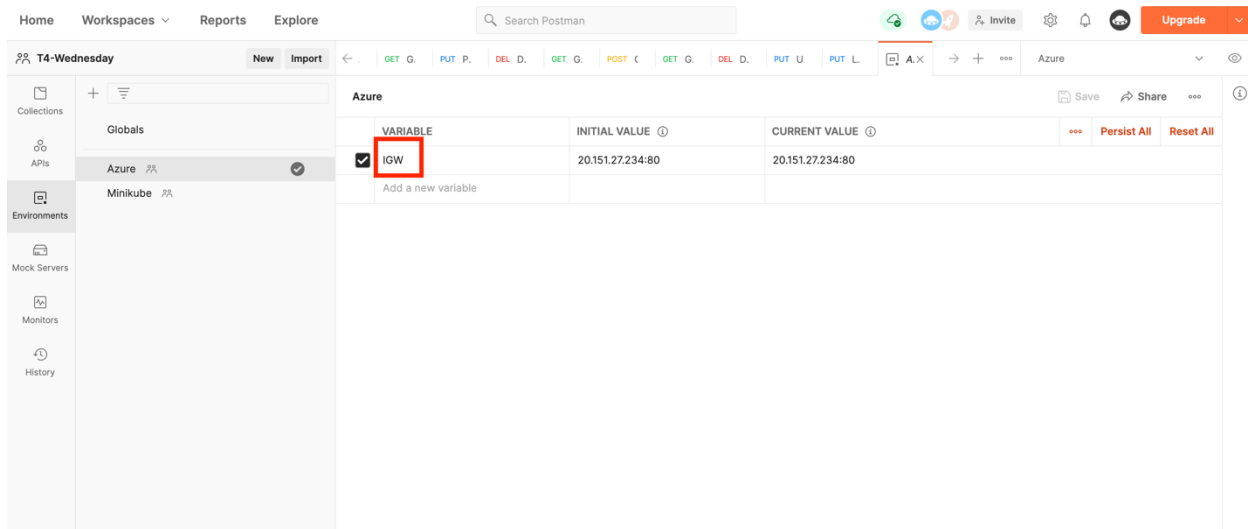 Home Workspaces Reports Explore Search Postman Invite Upgrade
T4-Wednesday New Import GET G. PUT P. DEL D. GET G. POST ( GET G. DEL D. PUT U PUT L. A. Azure
Collections
APIs
Environments
Mock Servers
Monitors
History
Globals
Azure
Minikube
Azure Save Share
VARIABLE INITIAL VALUE CURRENT VALUE Persist All Reset All
IGW 20.151.27.234:80 20.151.27.234:80
Add a new variable